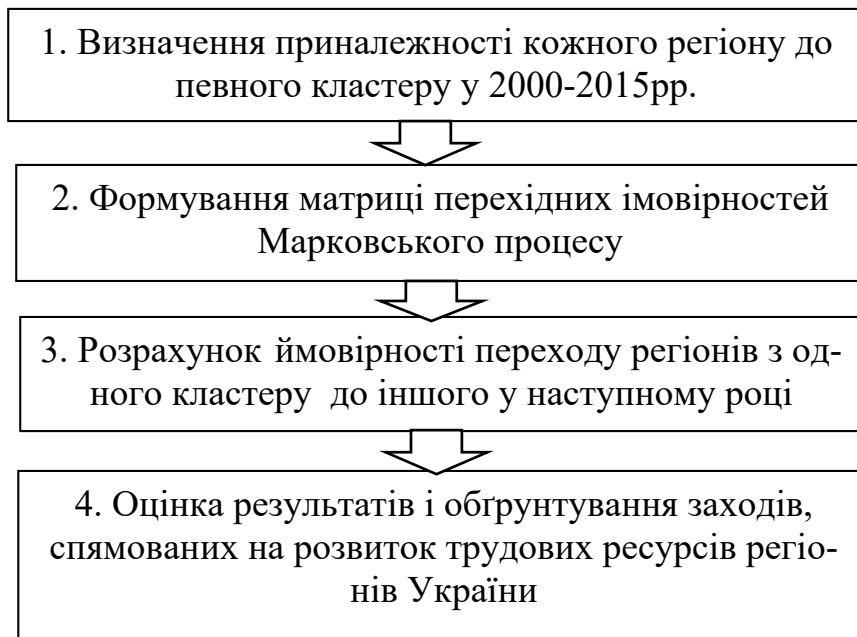 1. Визначення приналежності кожного регіону до
певного кластеру у 2000-2015рр.
2. Формування матриці перехідних імовірностей
Марковського процесу
3. Розрахунок ймовірності переходу регіонів з од-
ного кластеру до іншого у наступному році
4. Оцінка результатів і обґрунтування заходів,
спямованих на розвиток трудових ресурсів регіо-
нів України